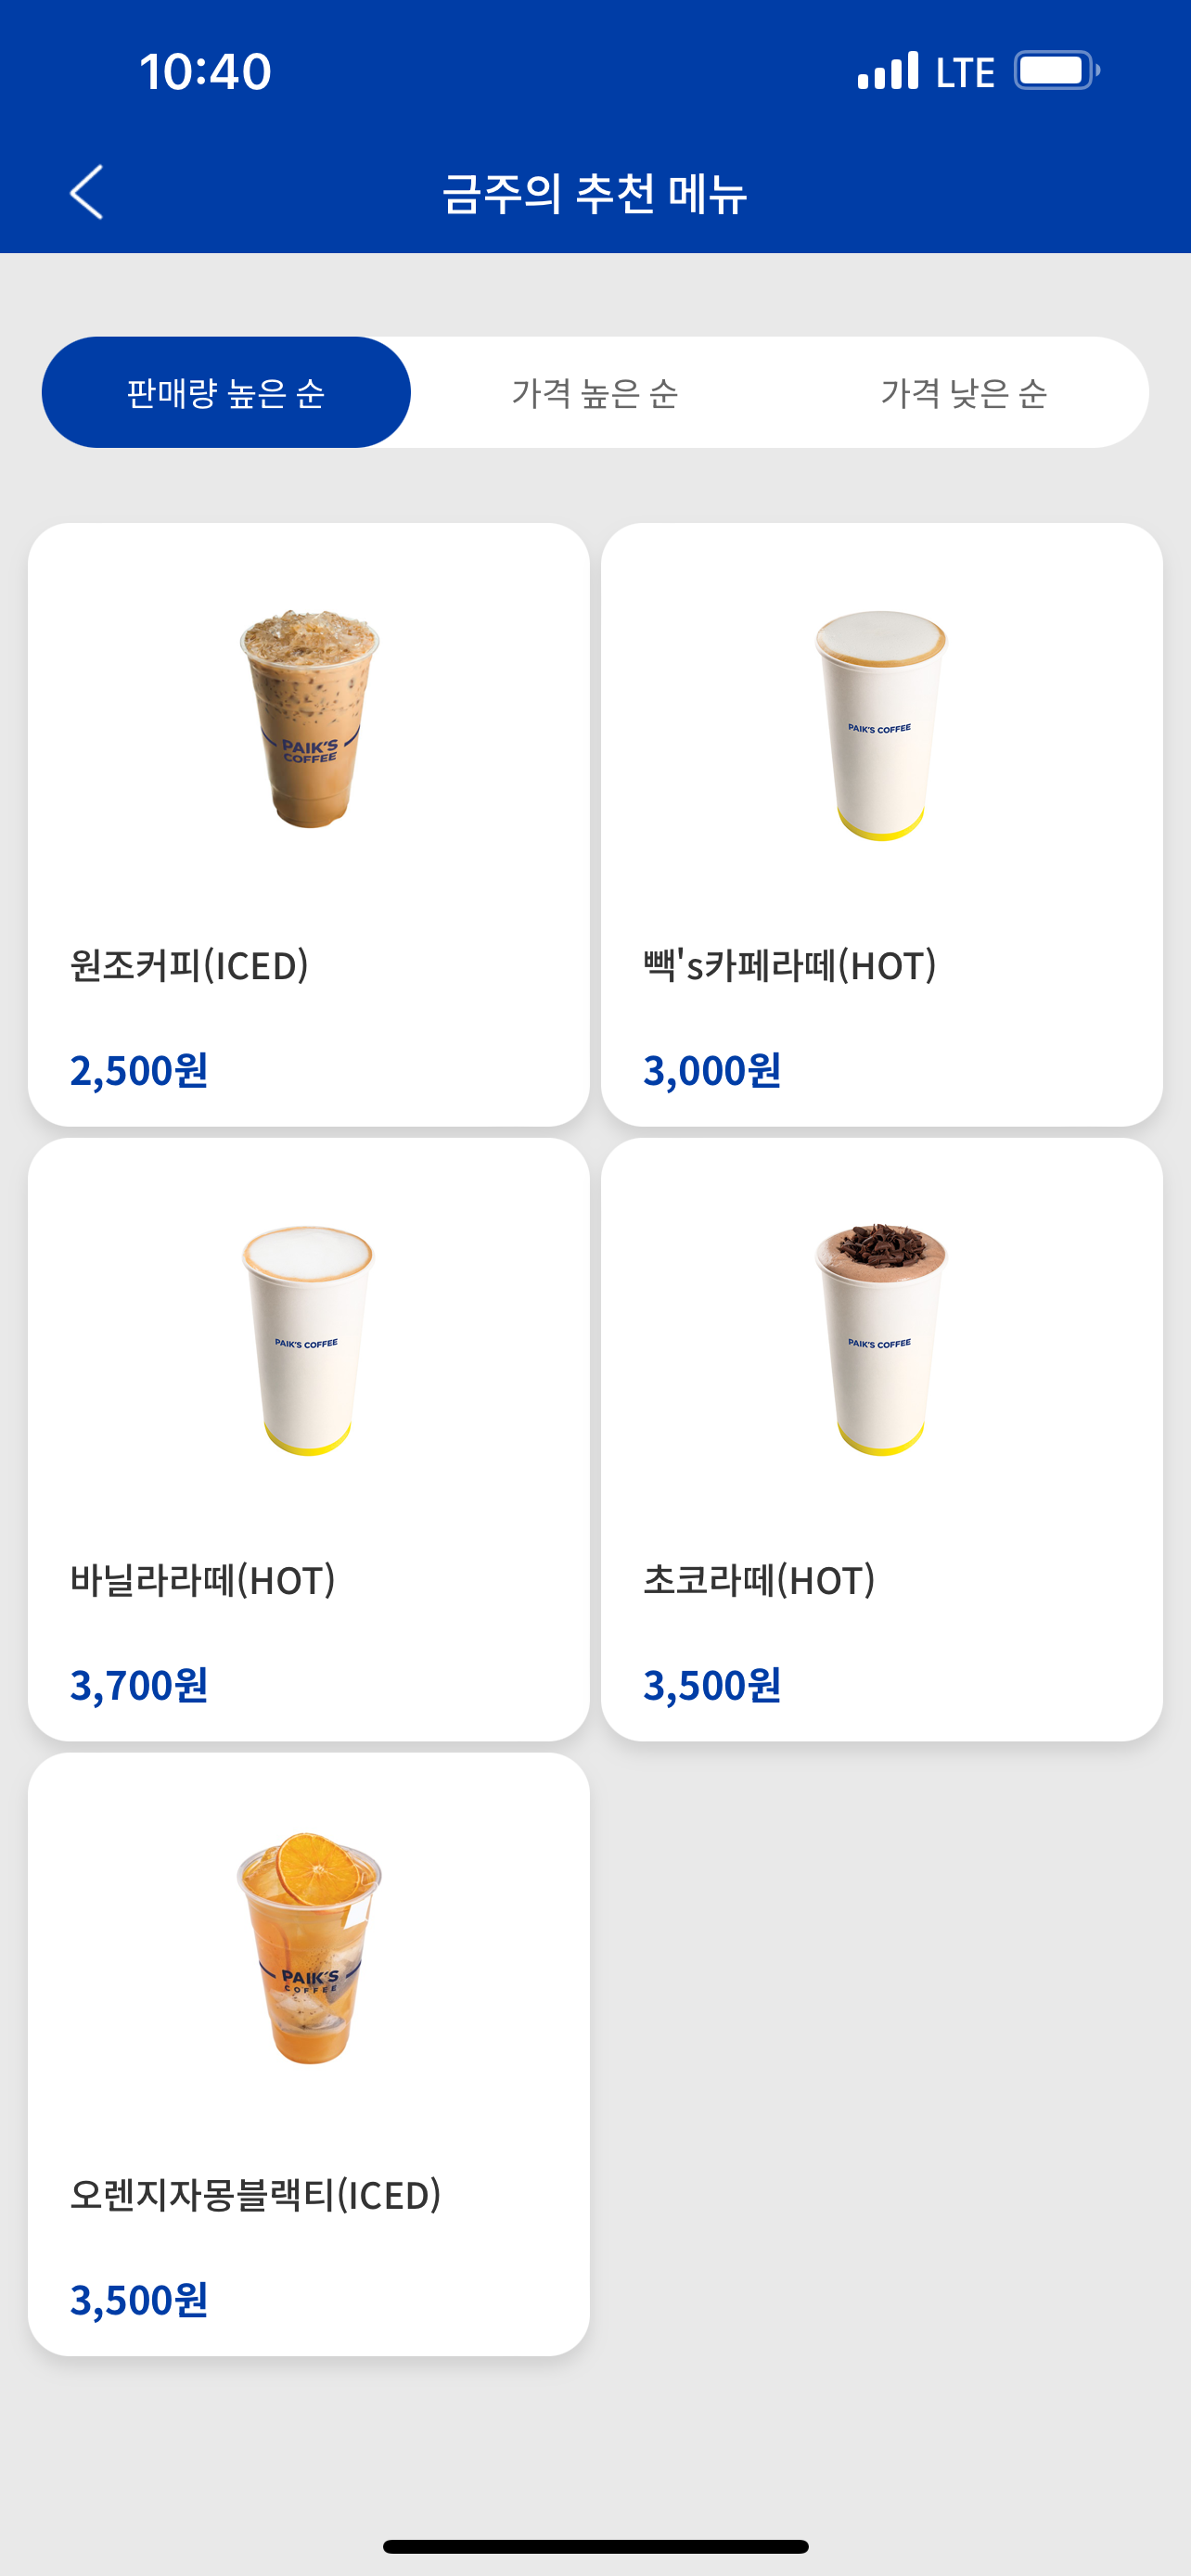 10:40 LTE
금주의 추천 메뉴
판매량 높은 순 가격 높은 순 가격 낮은 순
PAIK'S
COFFEE
PAIK'S COFFEE
원조커피(ICED)
2,500원
빽's카페라떼(HOT)
3,000원
PAIK'S COFFEE
PAIK'S COFFEE
바닐라라떼(HOT)
3,700원
초코라떼(HOT)
3,500원
PAIK'S
COFFEE
오렌지자몽블랙티(ICED)
3,500원